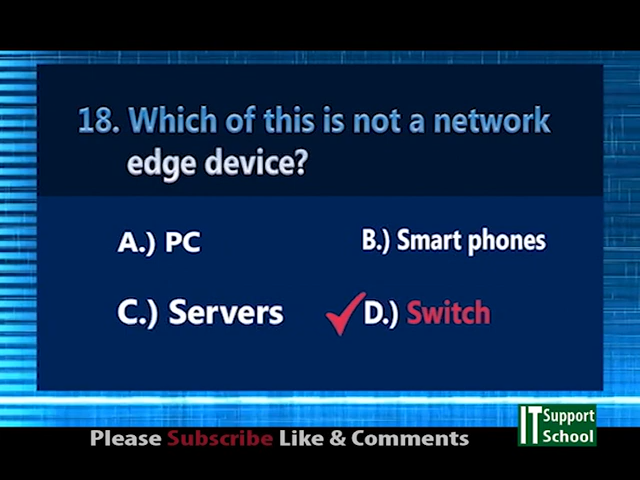 18. Which of this is not a network
edge device?
A.) PC
B.) Smart phones
C.) Servers
D.) Switch
Please Subscribe Like & Comments
IT Support
School